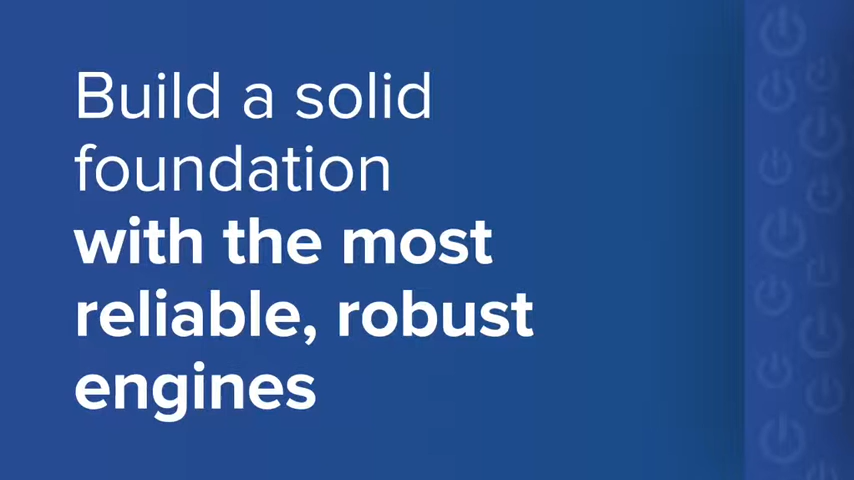 Build a solid
foundation
with the most
reliable, robust
engines